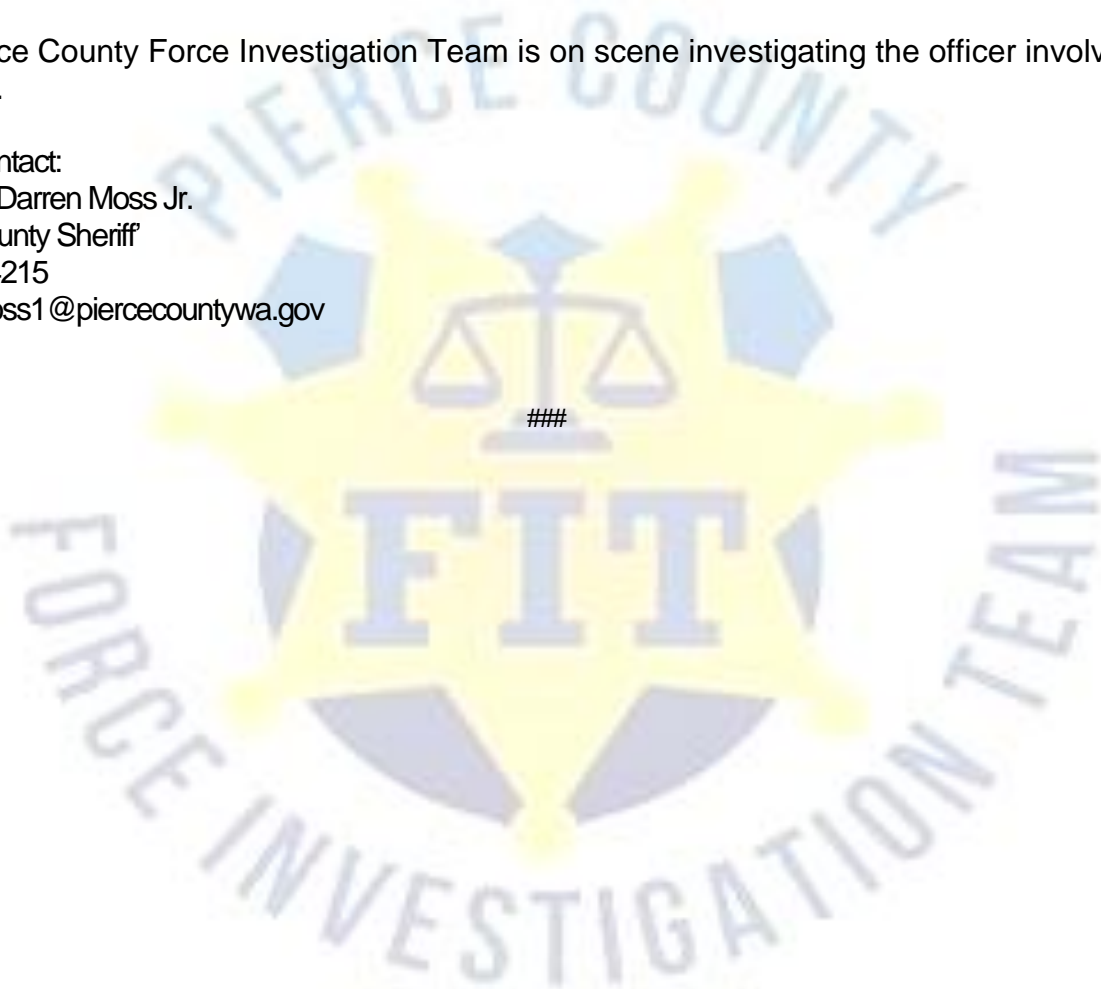 ce County Force Investigation Team is on scene investigating the officer involv
.
ntact:
Darren Moss Jr.
unty Sheriff'
-215
oss1@piercecountywa.gov
###
PIERCE COUNTY
FIT
FORCE INVESTIGATION TEAM